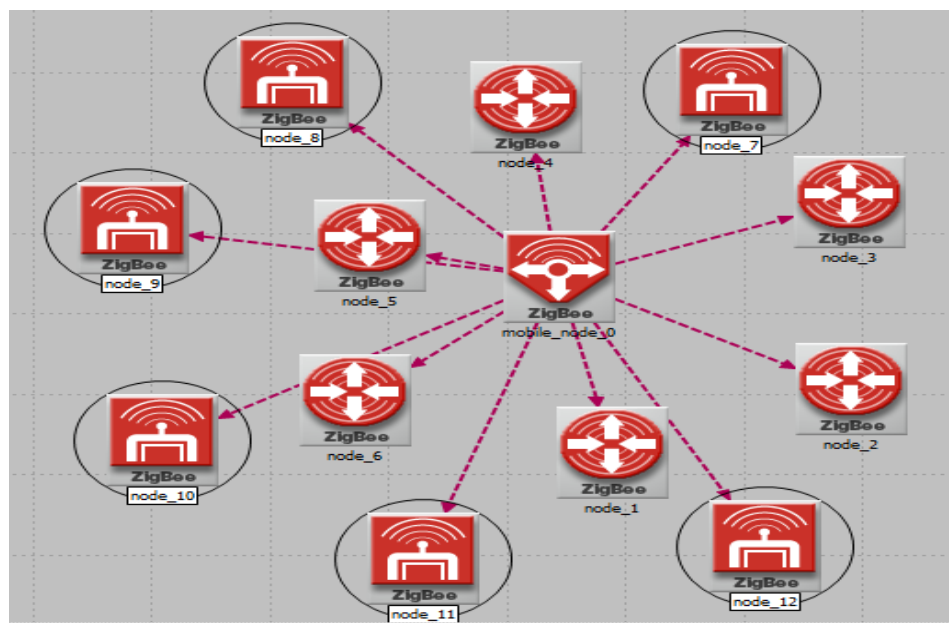 ZigBee
node_8
ZigBee
node_4
ZigBee
node_7
ZigBee
node_3
ZigBee
node_9
ZigBee
node_5
ZigBee
mobile_node_0
ZigBee
node_6
ZigBee
node_2
ZigBee
node_10
ZigBee
node_1
ZigBee
node_11
ZigBee
node_12